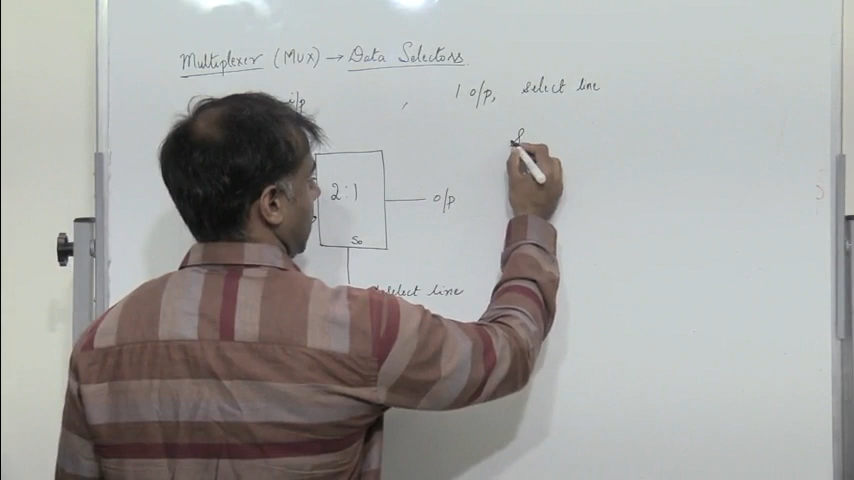 Multiplexer (MUX) → Data Selectors
i/p , 1 o/p, select line
2:1
o/p
S0
select line
S